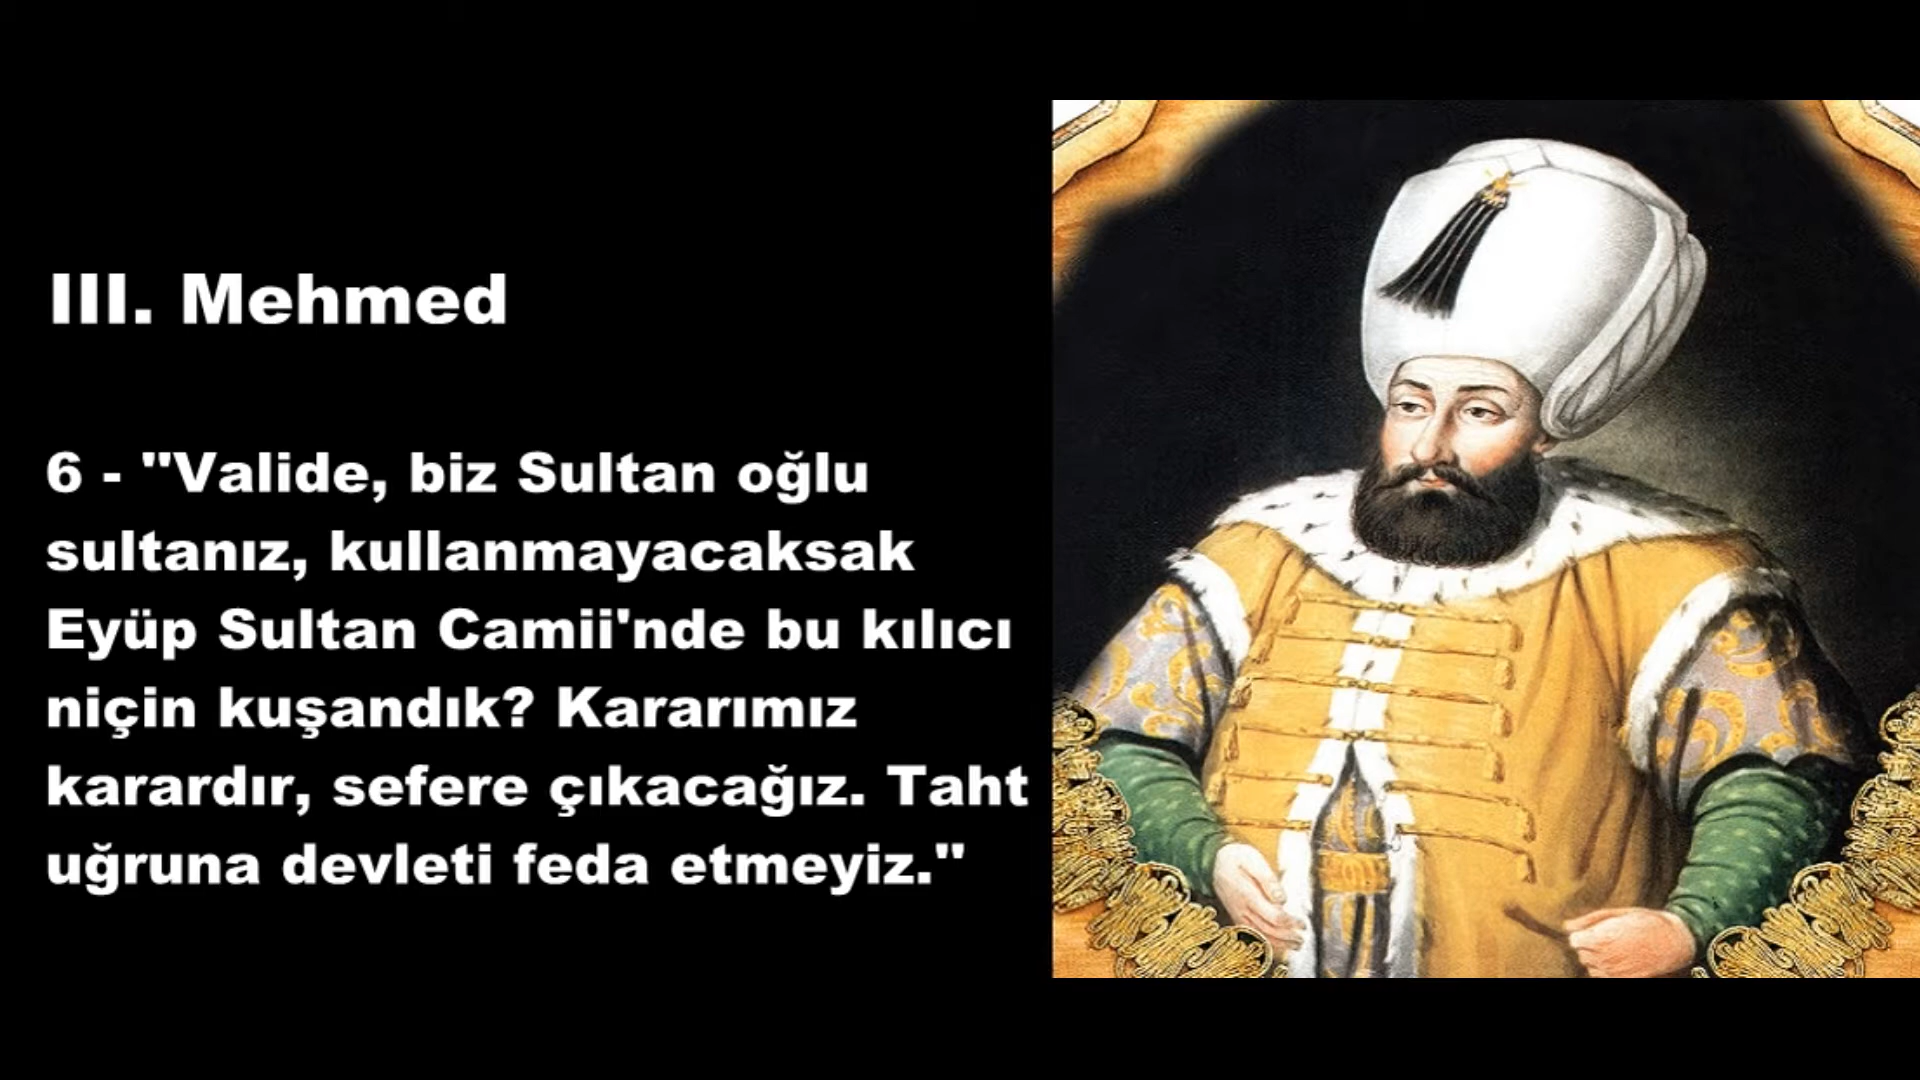 III. Mehmed
6 - "Valide, biz Sultan oğlu
sultanız, kullanmayacaksak
Eyüp Sultan Camii'nde bu kılıcı
niçin kuşandık? Kararımız
karardır, sefere çıkacağız. Taht
uğruna devleti feda etmeyiz."